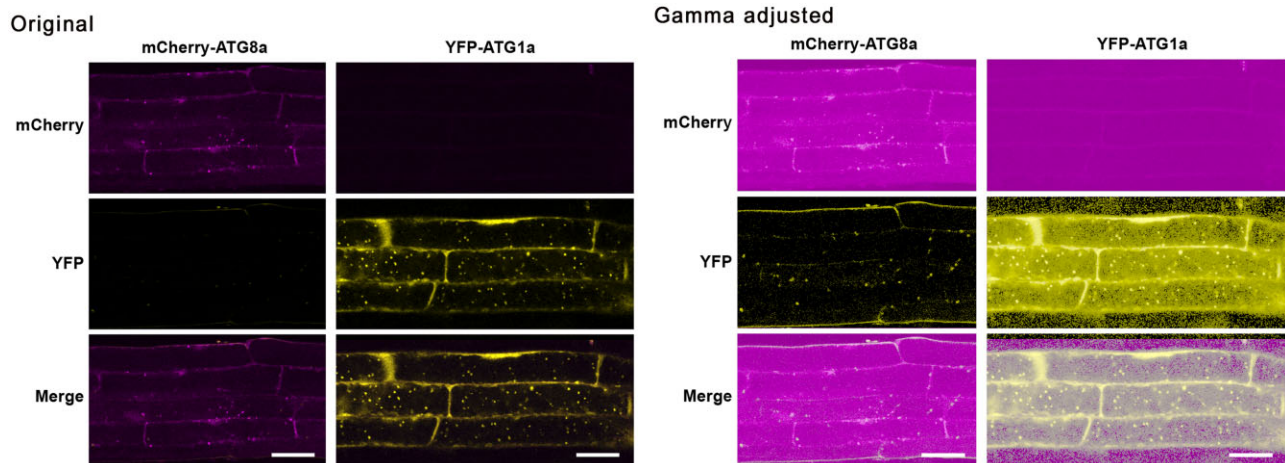 Original
mCherry-ATG8a YFP-ATG1a
mCherry
YFP
Merge
Gamma adjusted
mCherry-ATG8a YFP-ATG1a
mCherry
YFP
Merge